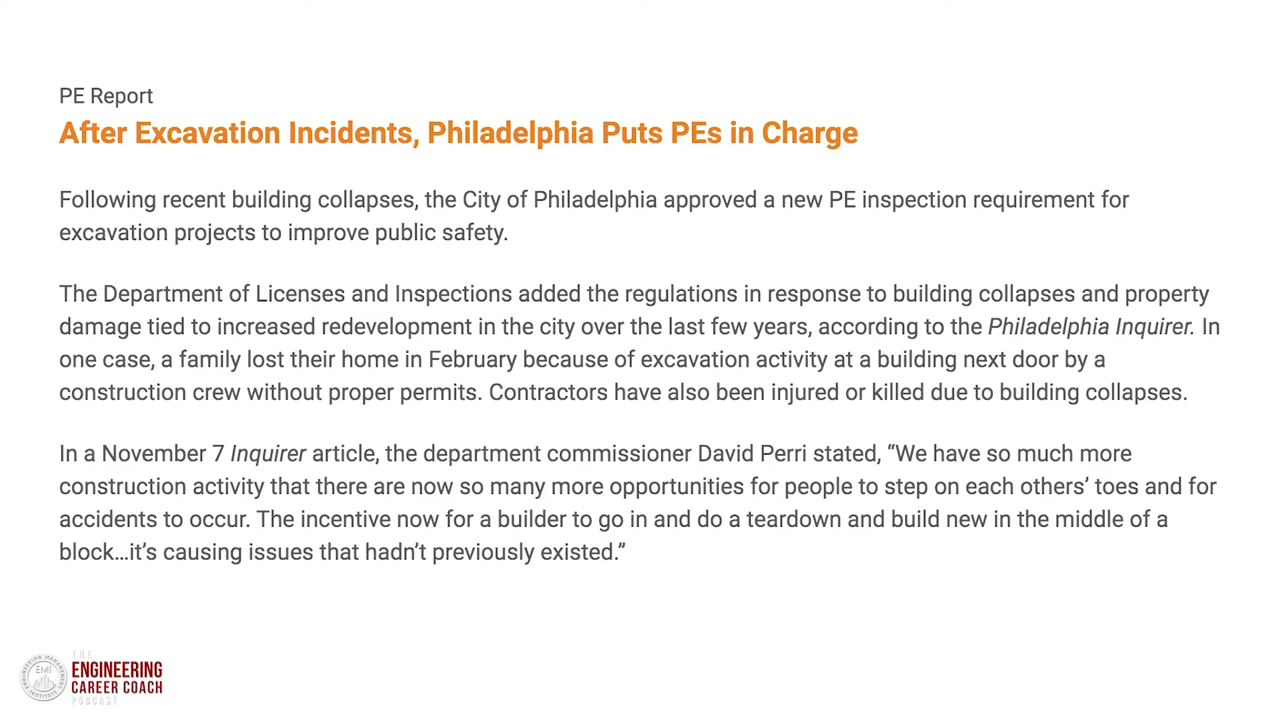 PE Report
After Excavation Incidents, Philadelphia Puts PEs in Charge
Following recent building collapses, the City of Philadelphia approved a new PE inspection requirement for
excavation projects to improve public safety.
The Department of Licenses and Inspections added the regulations in response to building collapses and property
damage tied to increased redevelopment in the city over the last few years, according to the Philadelphia Inquirer. In
one case, a family lost their home in February because of excavation activity at a building next door by a
construction crew without proper permits. Contractors have also been injured or killed due to building collapses.
In a November 7 Inquirer article, the department commissioner David Perri stated, “We have so much more
construction activity that there are now so many more opportunities for people to step on each others’ toes and for
accidents to occur. The incentive now for a builder to go in and do a teardown and build new in the middle of a
block…it’s causing issues that hadn’t previously existed.”
ENGINEERING MANAGEMENT INSTITUTE
EMI
THE
ENGINEERING
CAREER COACH
PODCAST